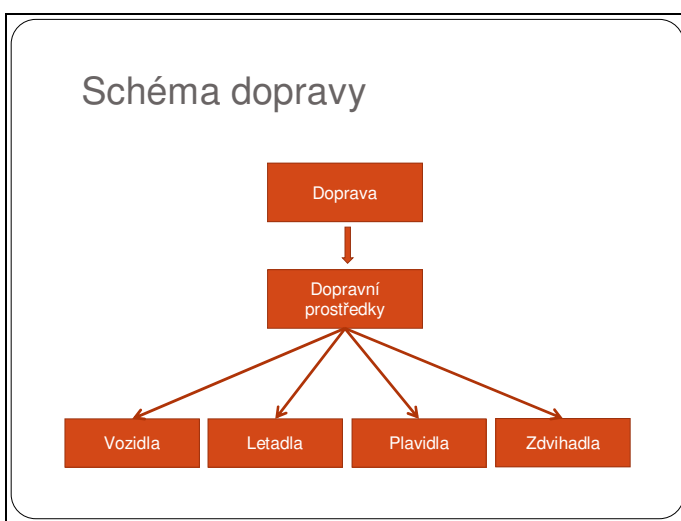 Schéma dopravy
Doprava
Dopravní
prostředky
Vozidla
Letadla
Plavidla
Zdvihadla